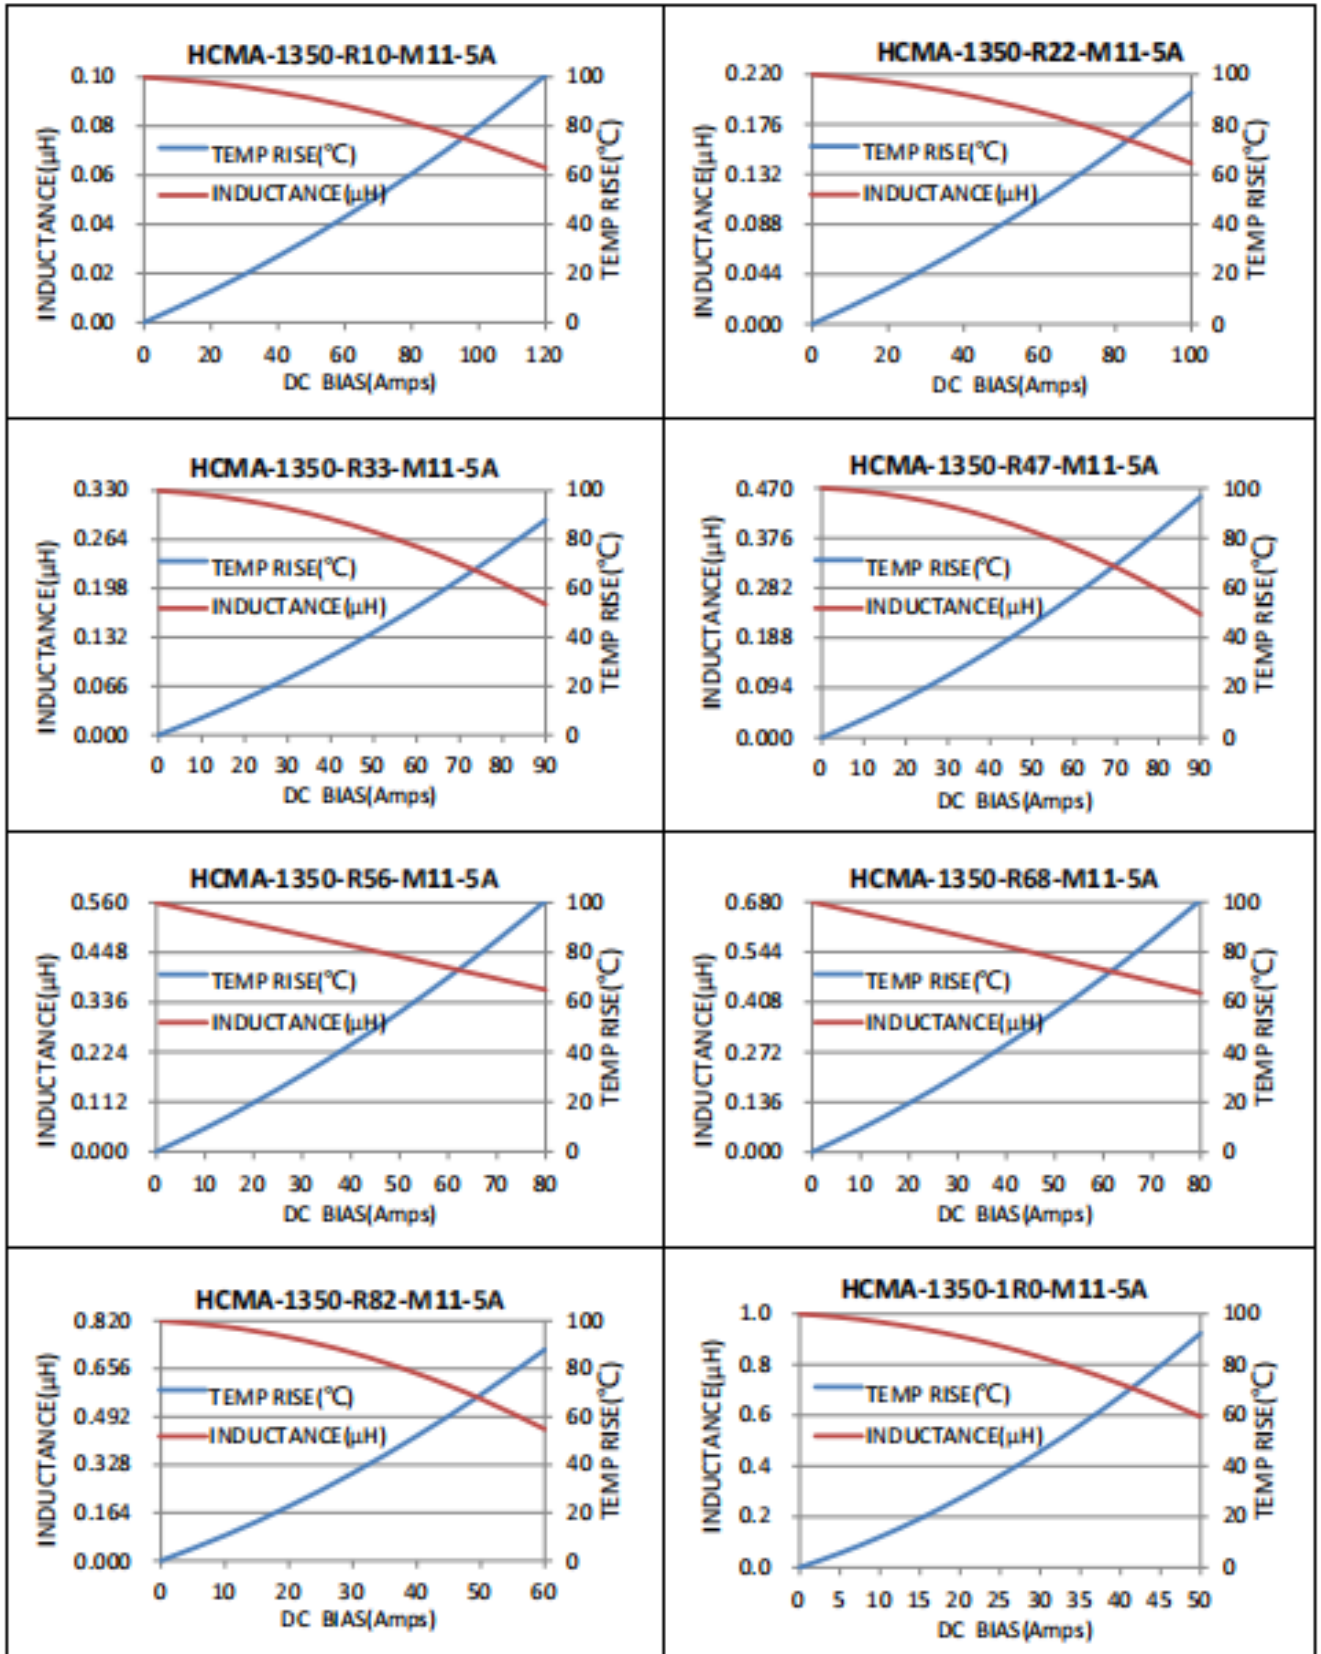 HCMA-1350-R10-M11-5A
INDUCTANCE(µH)
0.10
0.08
0.06
0.04
0.02
0.00
TEMP RISE(℃)
INDUCTANCE(µH)
100
80
60
40
20
0
TEMP RISE(℃)
0 20 40 60 80 100 120
DC BIAS(Amps)
HCMA-1350-R22-M11-5A
INDUCTANCE(µH)
0.220
0.176
0.132
0.088
0.044
0.000
TEMP RISE(℃)
INDUCTANCE(µH)
100
80
60
40
20
0
TEMP RISE(℃)
0 20 40 60 80 100
DC BIAS(Amps)
HCMA-1350-R33-M11-5A
INDUCTANCE(µH)
0.330
0.264
0.198
0.132
0.066
0.000
TEMP RISE(℃)
INDUCTANCE(µH)
100
80
60
40
20
0
TEMP RISE(℃)
0 10 20 30 40 50 60 70 80 90
DC BIAS(Amps)
HCMA-1350-R47-M11-5A
INDUCTANCE(µH)
0.470
0.376
0.282
0.188
0.094
0.000
TEMP RISE(℃)
INDUCTANCE(µH)
100
80
60
40
20
0
TEMP RISE(℃)
0 10 20 30 40 50 60 70 80 90
DC BIAS(Amps)
HCMA-1350-R56-M11-5A
INDUCTANCE(µH)
0.560
0.448
0.336
0.224
0.112
0.000
TEMP RISE(℃)
INDUCTANCE(µH)
100
80
60
40
20
0
TEMP RISE(℃)
0 10 20 30 40 50 60 70 80
DC BIAS(Amps)
HCMA-1350-R68-M11-5A
INDUCTANCE(µH)
0.680
0.544
0.408
0.272
0.136
0.000
TEMP RISE(℃)
INDUCTANCE(µH)
100
80
60
40
20
0
TEMP RISE(℃)
0 10 20 30 40 50 60 70 80
DC BIAS(Amps)
HCMA-1350-R82-M11-5A
INDUCTANCE(µH)
0.820
0.656
0.492
0.328
0.164
0.000
TEMP RISE(℃)
INDUCTANCE(µH)
100
80
60
40
20
0
TEMP RISE(℃)
0 10 20 30 40 50 60
DC BIAS(Amps)
HCMA-1350-1R0-M11-5A
INDUCTANCE(µH)
1.0
0.8
0.6
0.4
0.2
0.0
TEMP RISE(℃)
INDUCTANCE(µH)
100
80
60
40
20
0
TEMP RISE(℃)
0 5 10 15 20 25 30 35 40 45 50
DC BIAS(Amps)